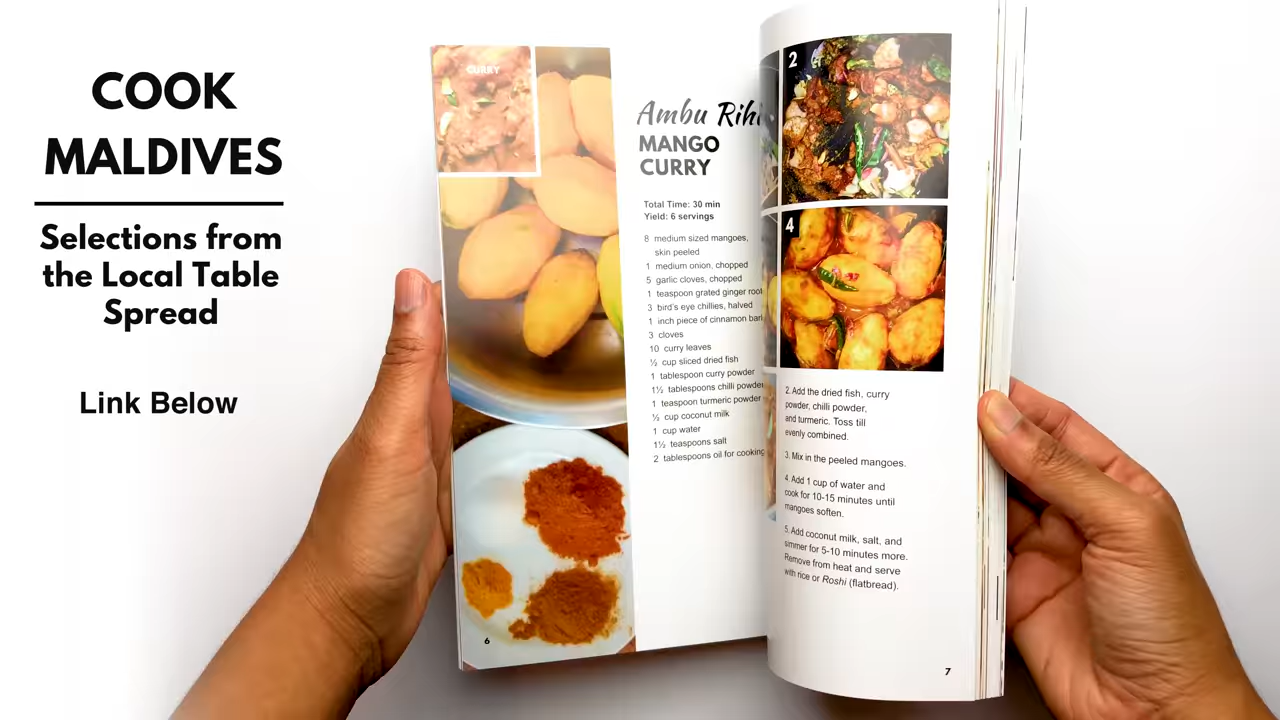 COOK
MALDIVES
Selections from
the Local Table
Spread
Link Below
CURRY
Ambu
MANGO
CURRY
Total Time: 30 min
Yield: 6 servings
8 medium sized mangoes,
skin peeled
1 medium onion, chopped
5 garlic cloves, chopped
1 teaspoon grated ginger root
3 bird's eye chillies, halved
1 inch piece of cinnamon
3 cloves
10 curry leaves
½ cup sliced dried fish
1 tablespoon curry powder
1½ tablespoons chilli powder
1 teaspoon turmeric powder
½ cup coconut milk
1 cup water
1½ teaspoons salt
2 tablespoons oil for cooking
6
2
4
2. Add the dried fish, curry
powder, chilli powder,
and turmeric. Toss till
evenly combined.
3. Mix in the peeled mangoes.
4. Add 1 cup of water and
cook for 10-15 minutes until
mangoes soften.
5. Add coconut milk, salt, and
simmer for 5-10 minutes more.
Remove from heat and serve
with rice or Roshi (flatbread).
7